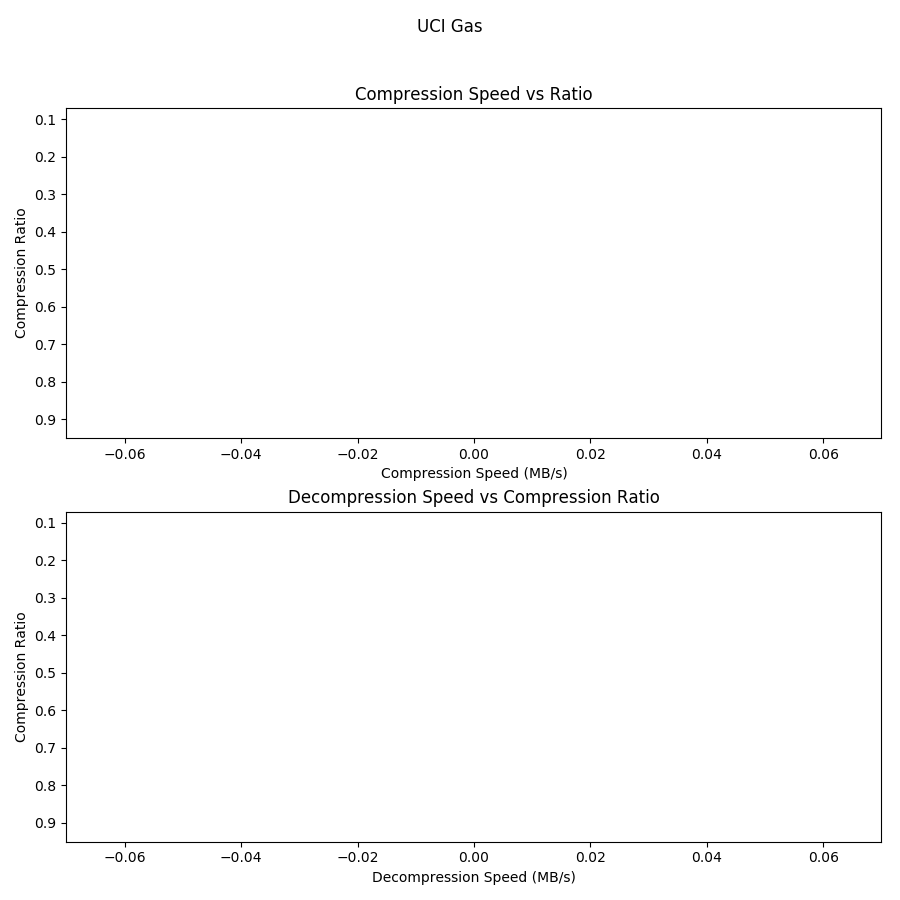 UCI Gas
Compression Speed vs Ratio
0.1
0.2
0.3
0.4
0.5
0.6
0.7
0.8
0.9
Compression Ratio
−0.06 −0.04 −0.02 0.00 0.02 0.04 0.06
Compression Speed (MB/s)
Decompression Speed vs Compression Ratio
0.1
0.2
0.3
0.4
0.5
0.6
0.7
0.8
0.9
Compression Ratio
−0.06 −0.04 −0.02 0.00 0.02 0.04 0.06
Decompression Speed (MB/s)